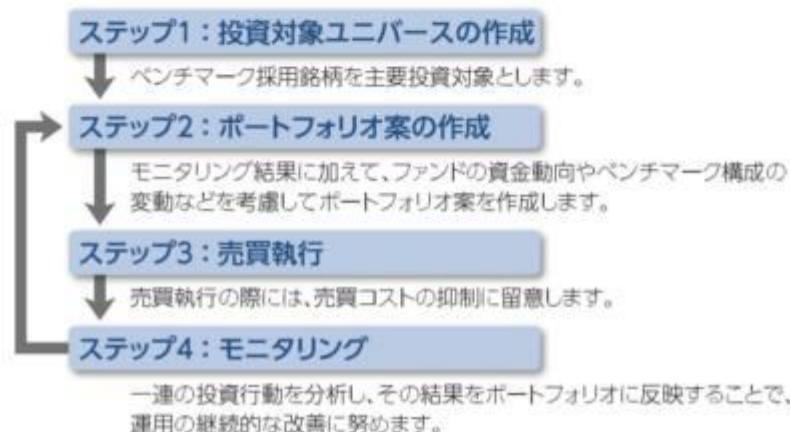 ステップ1：投資対象ユニバースの作成
ベンチマーク採用銘柄を主要投資対象とします。
ステップ2：ポートフォリオ案の作成
モニタリング結果に加えて、ファンドの資金動向やベンチマーク構成の
変動などを考慮してポートフォリオ案を作成します。
ステップ3：売買執行
売買執行の際には、売買コストの抑制に留意します。
ステップ4：モニタリング
一連の投資行動を分析し、その結果をポートフォリオに反映することで、
運用の継続的な改善に努めます。